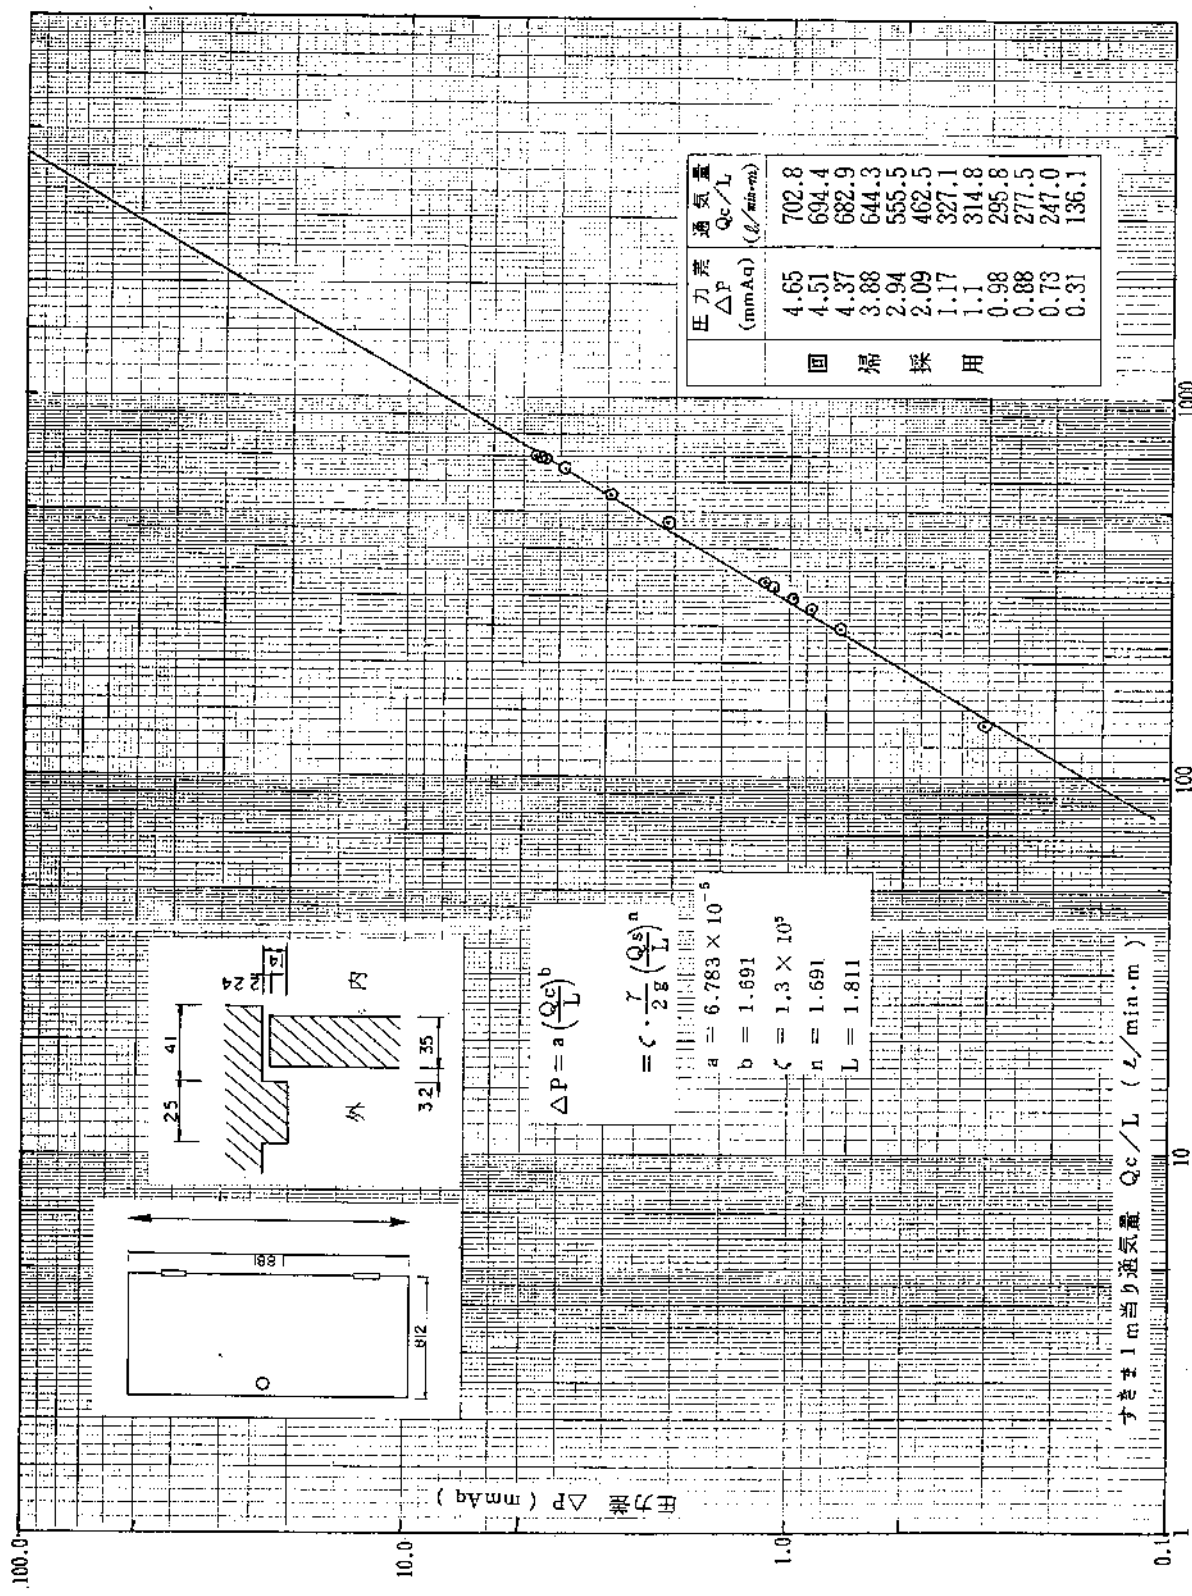 100.0
10.0
1.0
0.1
1
10
100
1000
圧力差 △P ( mmAq )
すきま 1 m当り通気量 Qc/L ( ℓ/min·m )
812
1881
25
41
2.24
外
内
3.2
35
△P = a(Qc/L)^b
= ζ · γ/2g (Qs/L)^n
a = 6.783 × 10^-5
b = 1.691
ζ = 1.3 × 10^5
n = 1.691
L = 1.811
圧力差 通気量
△P Qc/L
(mmAq) (ℓ/min·m)
回帰採用
4.65 702.8
4.51 694.4
4.37 682.9
3.88 644.3
2.94 555.5
2.09 462.5
1.17 327.1
1.1 314.8
0.98 295.8
0.88 277.5
0.73 247.0
0.31 136.1